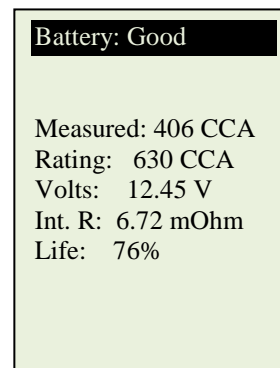 Battery: Good
Measured: 406 CCA
Rating: 630 CCA
Volts: 12.45 V
Int. R: 6.72 mOhm
Life: 76%